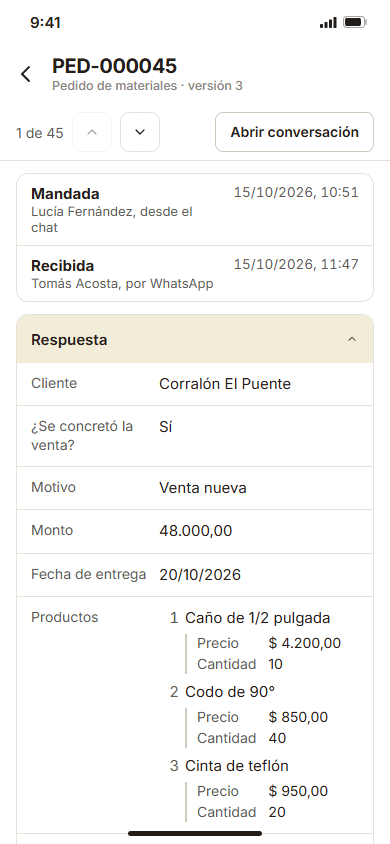 9:41
PED-000045
Pedido de materiales · versión 3
1 de 45
Abrir conversación
Mandada 15/10/2026, 10:51
Lucía Fernández, desde el
chat
Recibida 15/10/2026, 11:47
Tomás Acosta, por WhatsApp
Respuesta
Cliente Corralón El Puente
¿Se concretó la Sí
venta?
Motivo Venta nueva
Monto 48.000,00
Fecha de entrega 20/10/2026
Productos 1 Caño de 1/2 pulgada
Precio $ 4.200,00
Cantidad 10
2 Codo de 90°
Precio $ 850,00
Cantidad 40
3 Cinta de teflón
Precio $ 950,00
Cantidad 20